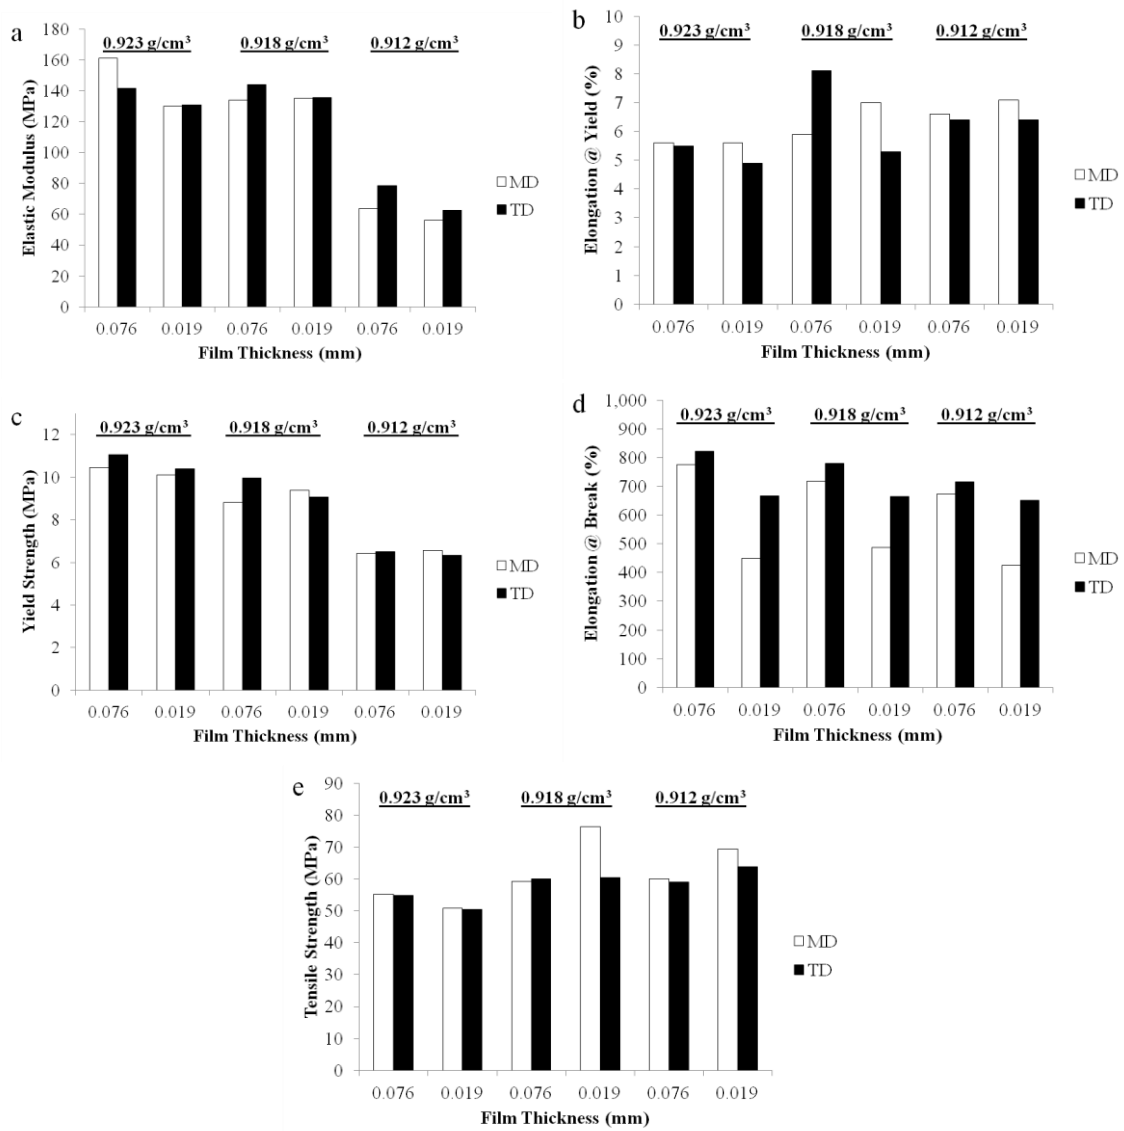 a
0.923 g/cm³ 0.918 g/cm³ 0.912 g/cm³
180
160
140
120
100
80
60
40
20
0
Elastic Modulus (MPa)
0.076 0.019 0.076 0.019 0.076 0.019
Film Thickness (mm)
MD
TD
b
0.923 g/cm³ 0.918 g/cm³ 0.912 g/cm³
10
9
8
7
6
5
4
3
2
1
0
Elongation @ Yield (%)
0.076 0.019 0.076 0.019 0.076 0.019
Film Thickness (mm)
MD
TD
c
0.923 g/cm³ 0.918 g/cm³ 0.912 g/cm³
12
10
8
6
4
2
0
Yield Strength (MPa)
0.076 0.019 0.076 0.019 0.076 0.019
Film Thickness (mm)
MD
TD
d
0.923 g/cm³ 0.918 g/cm³ 0.912 g/cm³
1,000
900
800
700
600
500
400
300
200
100
0
Elongation @ Break (%)
0.076 0.019 0.076 0.019 0.076 0.019
Film Thickness (mm)
MD
TD
e
0.923 g/cm³ 0.918 g/cm³ 0.912 g/cm³
90
80
70
60
50
40
30
20
10
0
Tensile Strength (MPa)
0.076 0.019 0.076 0.019 0.076 0.019
Film Thickness (mm)
MD
TD